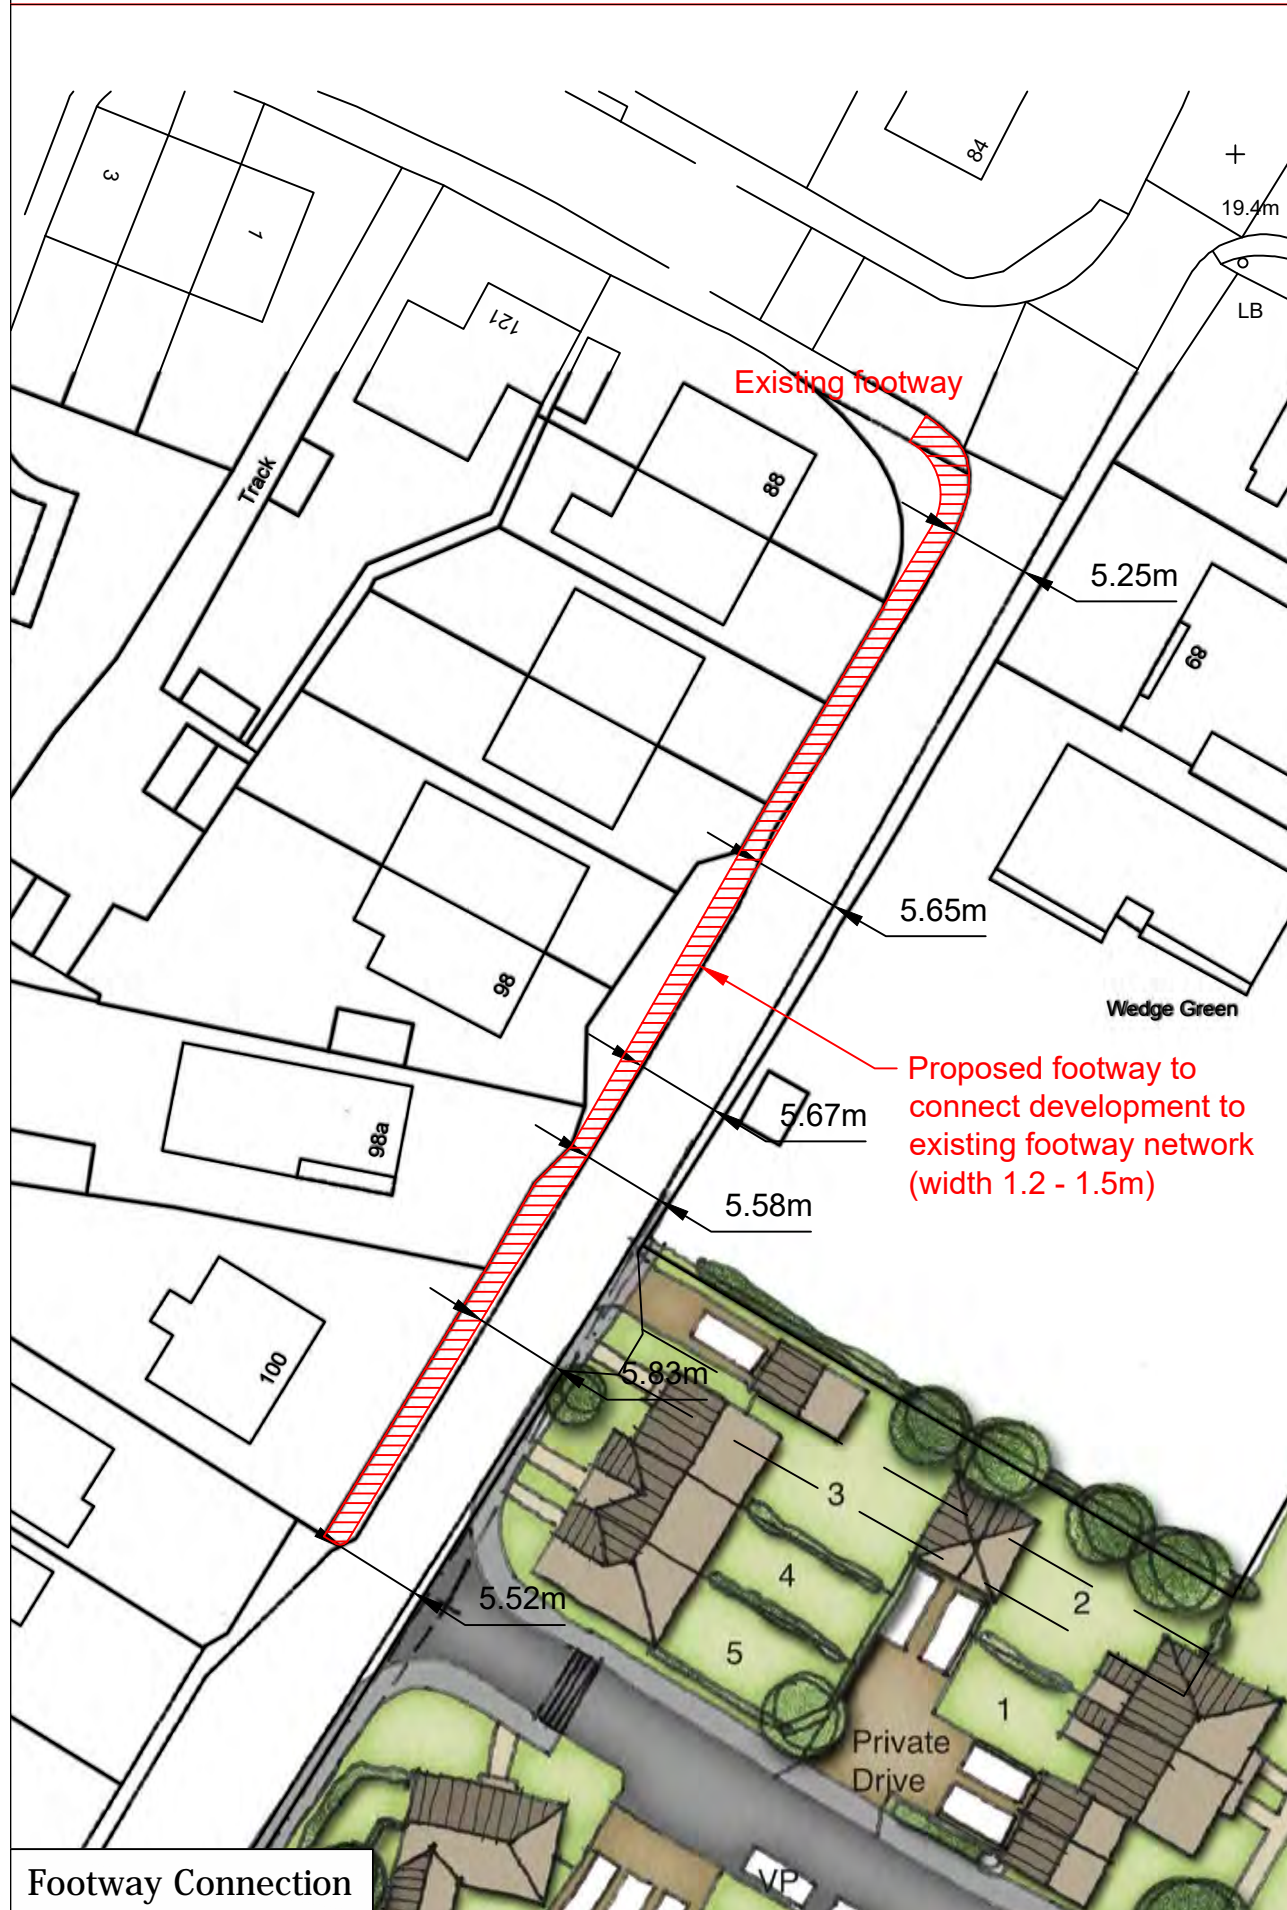 84
3
1
19.4m
LB
121
Existing footway
Track
88
5.25m
89
5.65m
98
Wedge Green
Proposed footway to
connect development to
existing footway network
(width 1.2 - 1.5m)
5.67m
98a
5.58m
100
5.83m
3
4
2
5.52m
5
1
Private
Drive
VP
Footway Connection